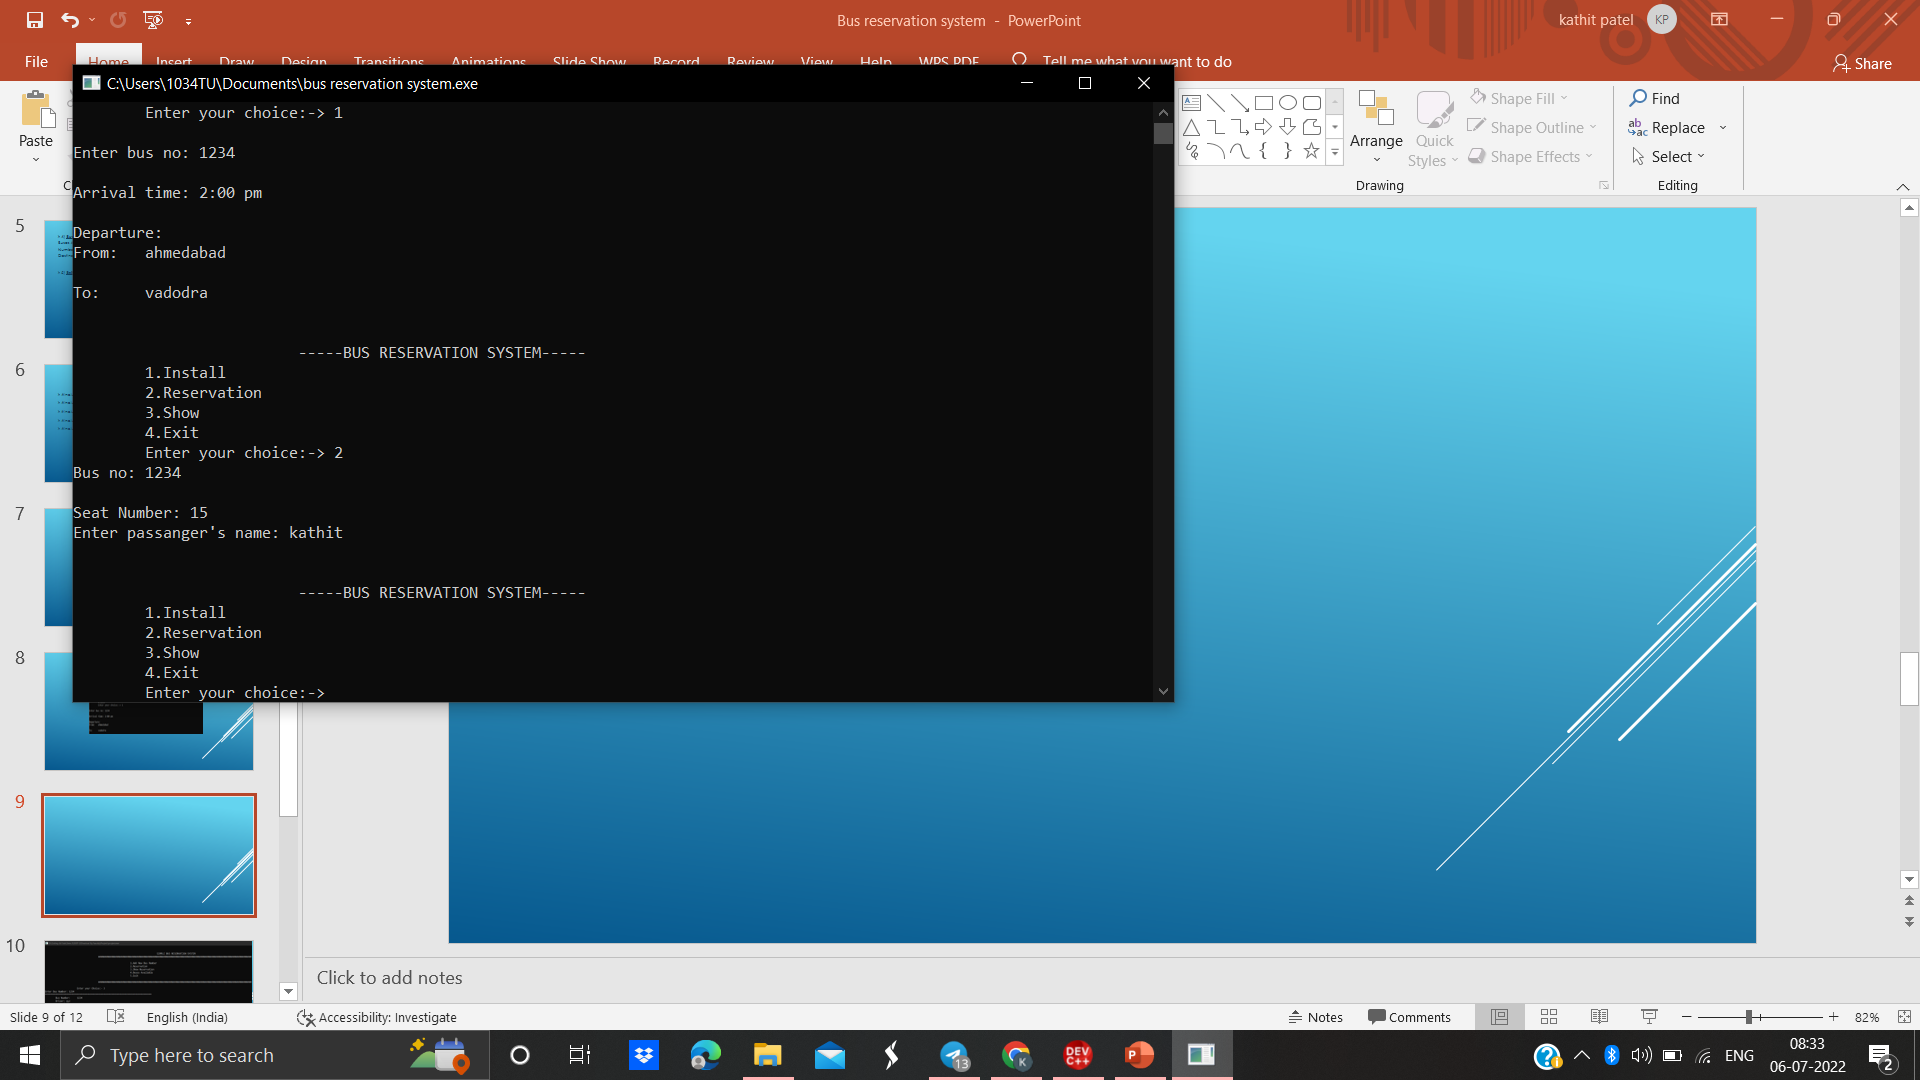 Bus reservation system - PowerPoint
kathit patel
KP
File
Home
Insert
Draw
Design
Transitions
Animations
Slide Show
Record
Review
View
Help
WPS PDF
Tell me what you want to do
Share
C:\Users\1034TU\Documents\bus reservation system.exe
Enter your choice:-> 1
Enter bus no: 1234
Arrival time: 2:00 pm
Departure:
From: ahmedabad
To: vadodra
-----BUS RESERVATION SYSTEM-----
1.Install
2.Reservation
3.Show
4.Exit
Enter your choice:-> 2
Bus no: 1234
Seat Number: 15
Enter passanger's name: kathit
-----BUS RESERVATION SYSTEM-----
1.Install
2.Reservation
3.Show
4.Exit
Enter your choice:->
Paste
Arrange
Quick
Styles
Shape Fill
Shape Outline
Shape Effects
Drawing
Find
Replace
Select
Editing
5
6
7
8
9
10
Click to add notes
Slide 9 of 12
English (India)
Accessibility: Investigate
Notes
Comments
82%
Type here to search
13
DEV
C++
ENG
08:33
06-07-2022
2